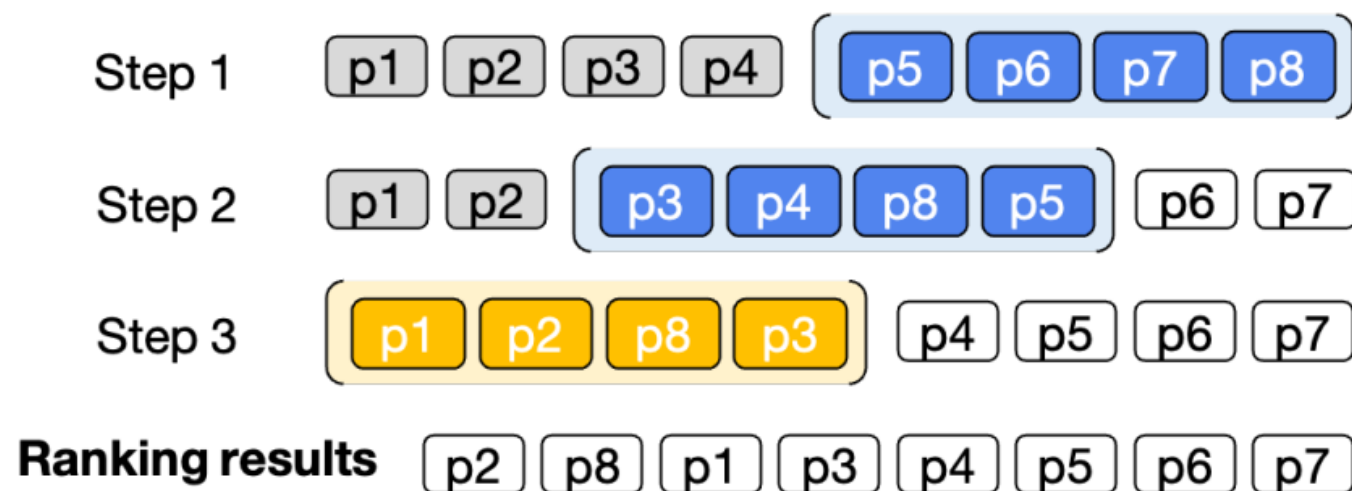 Step 1 p1 p2 p3 p4 p5 p6 p7 p8
Step 2 p1 p2 p3 p4 p8 p5 p6 p7
Step 3 p1 p2 p8 p3 p4 p5 p6 p7
Ranking results p2 p8 p1 p3 p4 p5 p6 p7